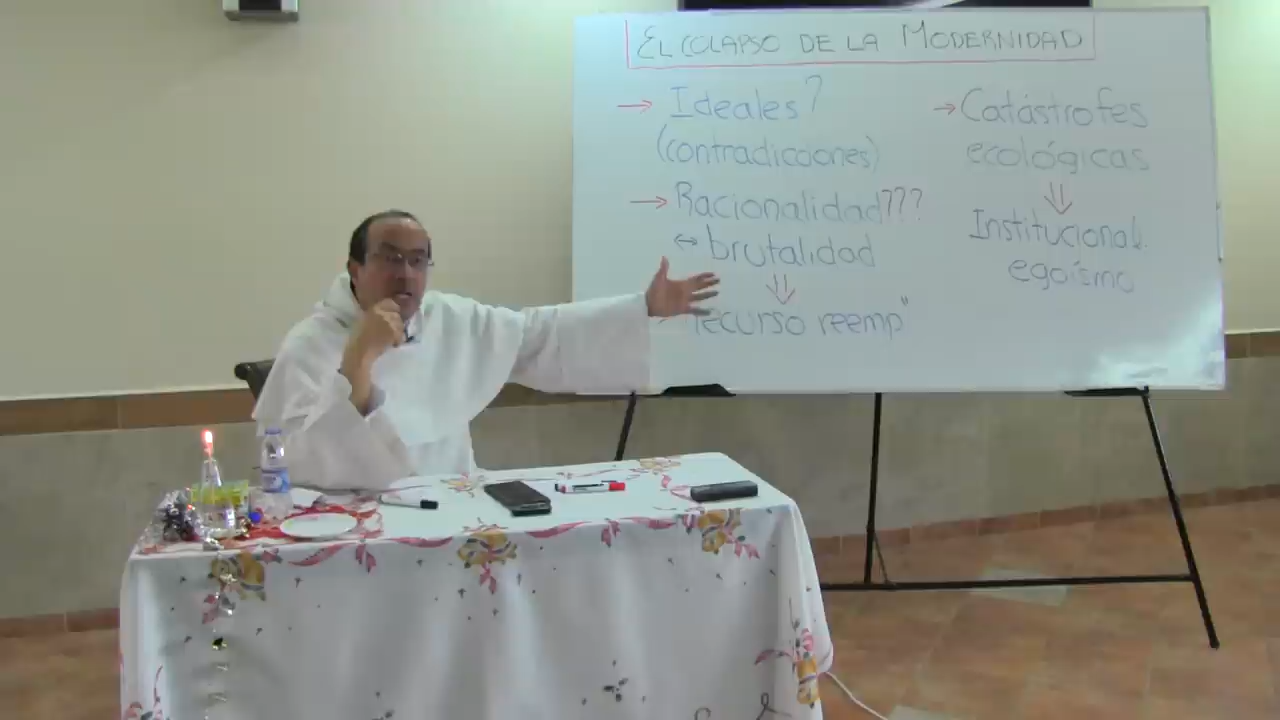 EL COLAPSO DE LA MODERNIDAD
→ Ideales?
(contradicciones)
→ Racionalidad???
↔ brutalidad
⇓
recurso reemp"
→ Catástrofes
ecológicas
⇓
Institucional.
egoísmo